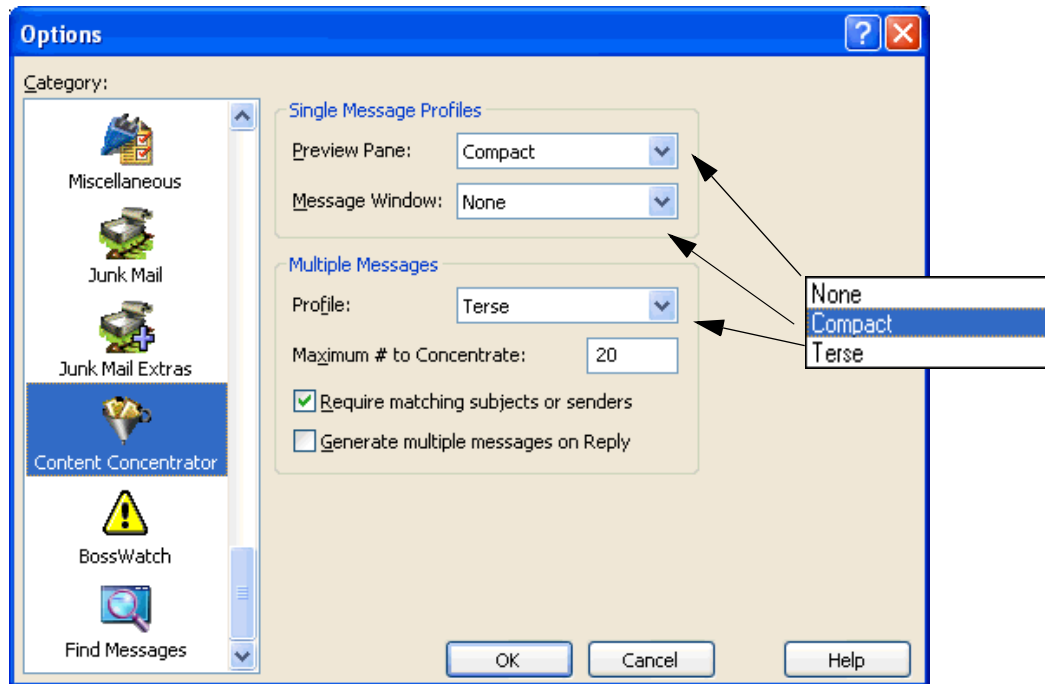 Options
Category:
Miscellaneous
Junk Mail
Junk Mail Extras
Content Concentrator
BossWatch
Find Messages
Single Message Profiles
Preview Pane: Compact
Message Window: None
Multiple Messages
Profile: Terse
Maximum # to Concentrate: 20
Require matching subjects or senders
Generate multiple messages on Reply
None
Compact
Terse
OK Cancel Help